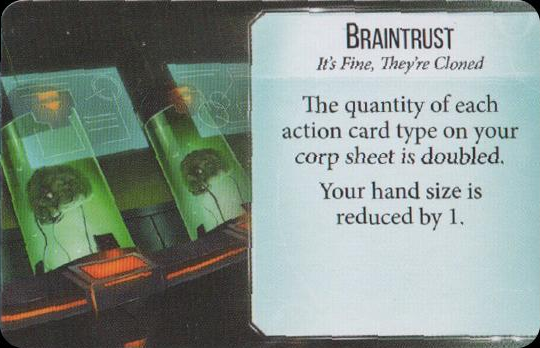 BRAINTRUST
It's Fine, They're Cloned
The quantity of each
action card type on your
corp sheet is doubled.
Your hand size is
reduced by 1.